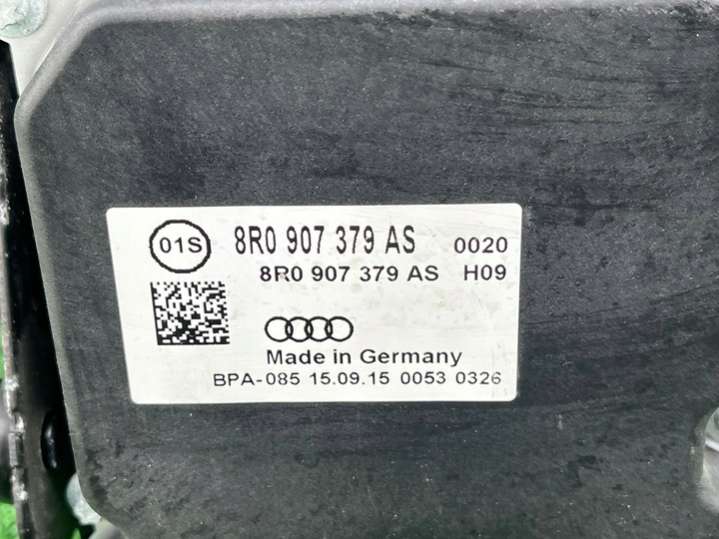 01S 8R0 907 379 AS 0020
8R0 907 379 AS H09
Made in Germany
BPA-085 15.09.15 0053 0326